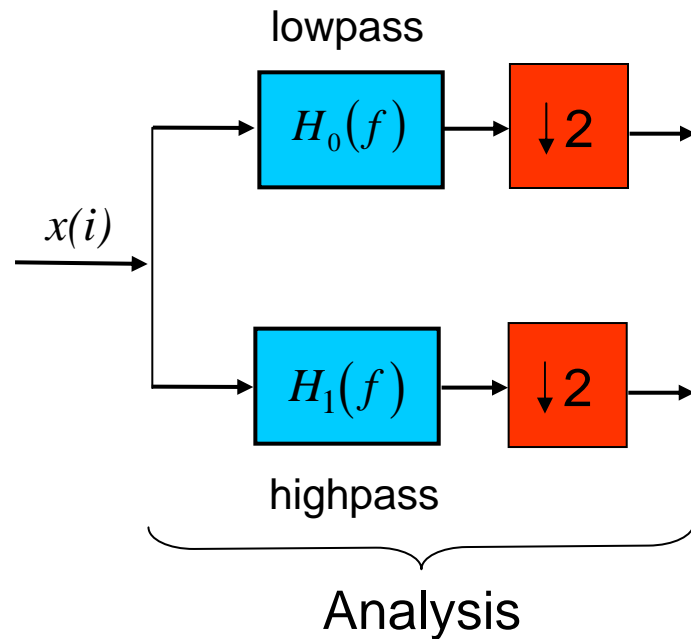 lowpass
H₀(f)
↓2
x(i)
H₁(f)
↓2
highpass
Analysis